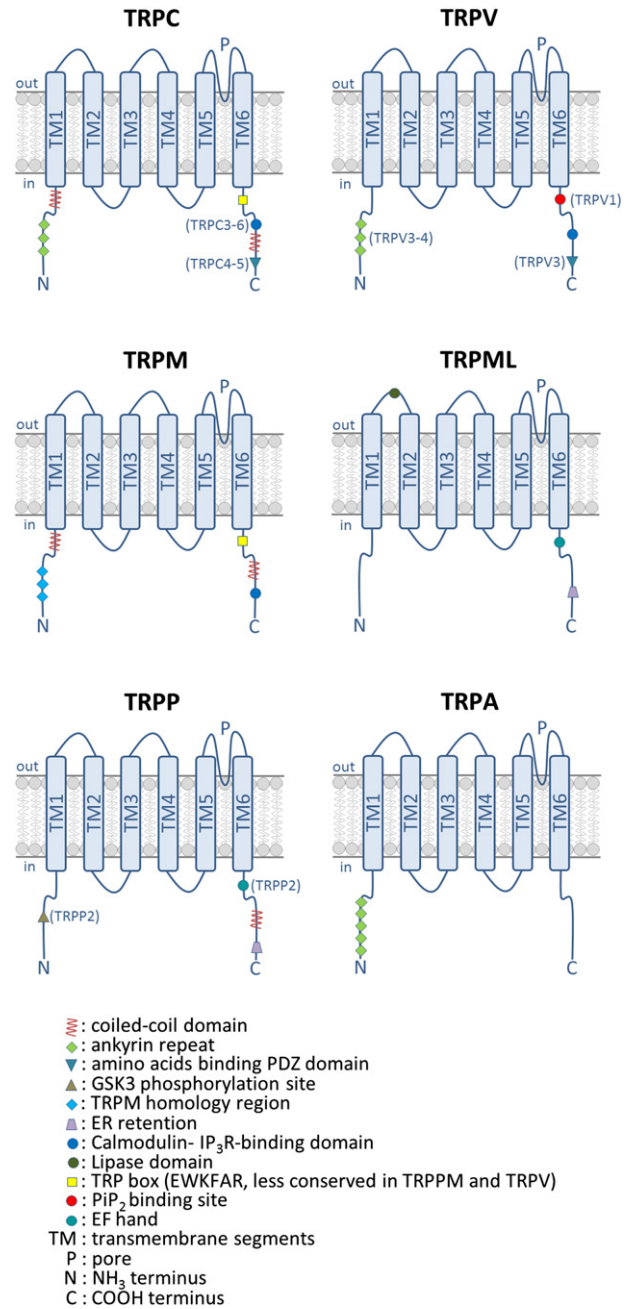 TRPC
TRPV
P
P
out
out
TM1 TM2 TM3 TM4 TM5 TM6
TM1 TM2 TM3 TM4 TM5 TM6
in
in
(TRPC3-6)
(TRPC4-5)
(TRPV1)
(TRPV3-4)
(TRPV3)
N
C
N
C
TRPM
TRPML
P
P
out
out
TM1 TM2 TM3 TM4 TM5 TM6
TM1 TM2 TM3 TM4 TM5 TM6
in
in
N
C
N
C
TRPP
TRPA
P
P
out
out
TM1 TM2 TM3 TM4 TM5 TM6
TM1 TM2 TM3 TM4 TM5 TM6
in
in
(TRPP2)
(TRPP2)
N
C
N
C
: coiled-coil domain
: ankyrin repeat
: amino acids binding PDZ domain
: GSK3 phosphorylation site
: TRPM homology region
: ER retention
: Calmodulin- IP₃R-binding domain
: Lipase domain
: TRP box (EWKFAR, less conserved in TRPPM and TRPV)
: PiP₂ binding site
: EF hand
TM : transmembrane segments
P : pore
N : NH₃ terminus
C : COOH terminus